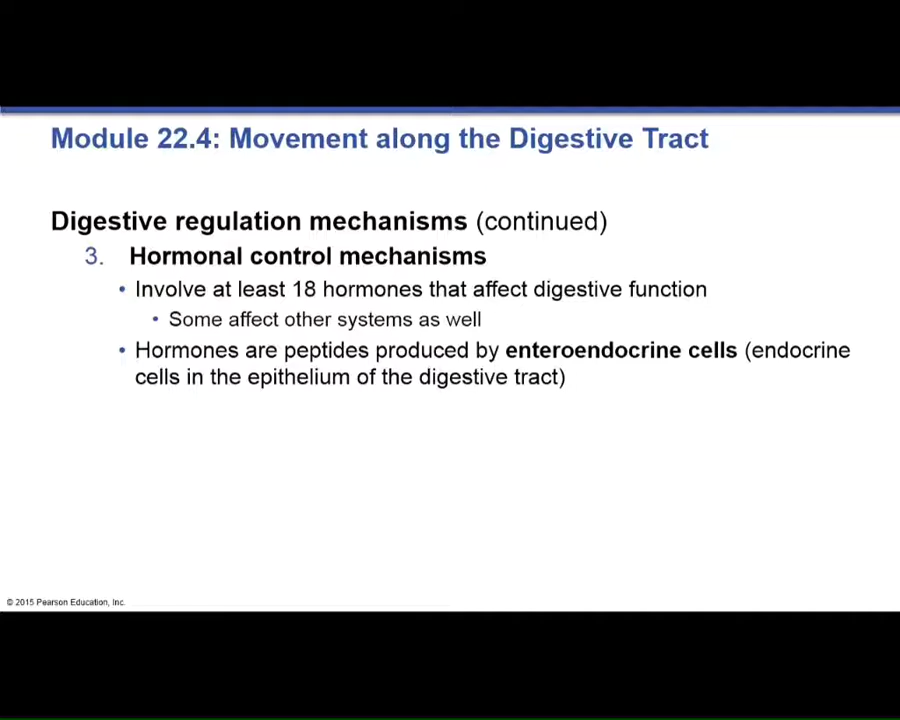 Module 22.4: Movement along the Digestive Tract
Digestive regulation mechanisms (continued)
3. Hormonal control mechanisms
• Involve at least 18 hormones that affect digestive function
• Some affect other systems as well
• Hormones are peptides produced by enteroendocrine cells (endocrine
cells in the epithelium of the digestive tract)
© 2015 Pearson Education, Inc.